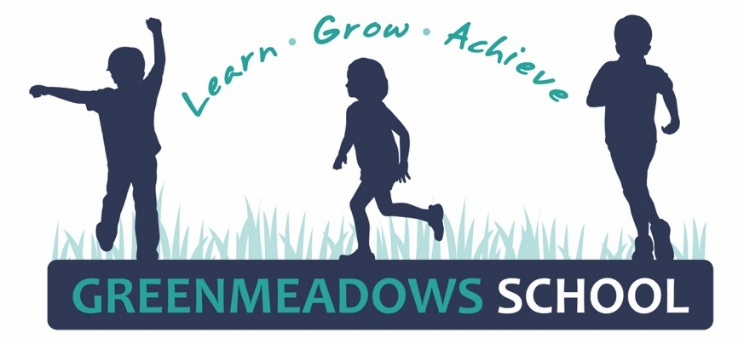 Learn · Grow · Achieve
GREENMEADOWS SCHOOL